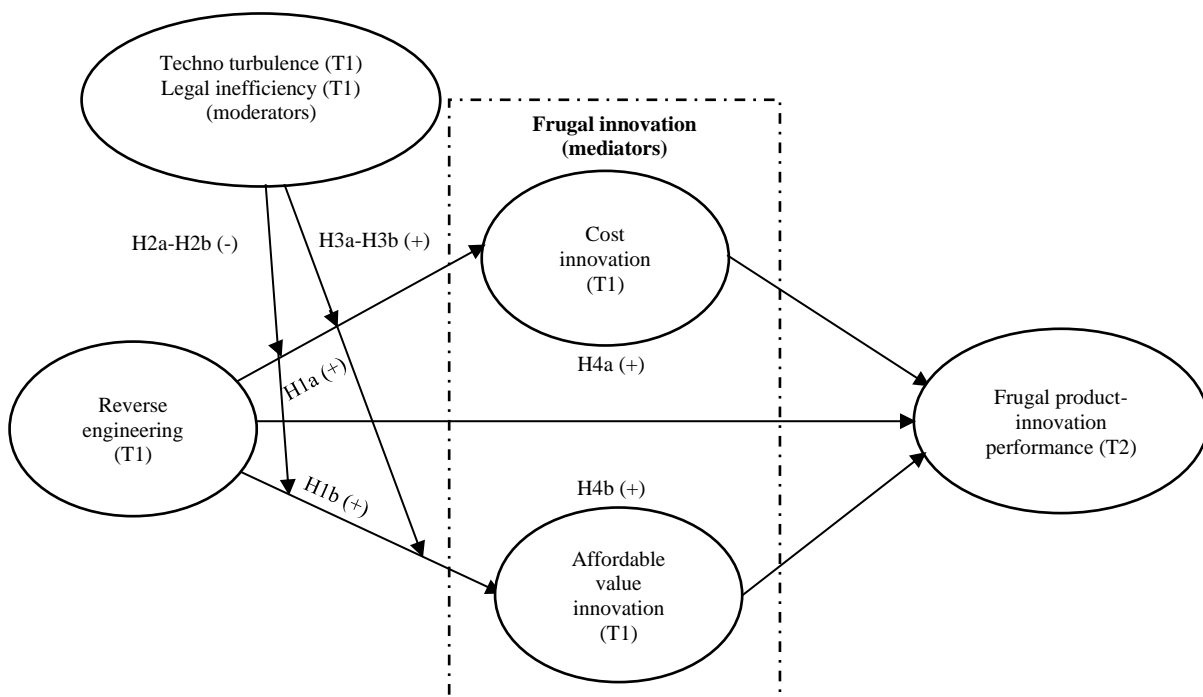 Techno turbulence (T1)
Legal inefficiency (T1)
(moderators)
Frugal innovation
(mediators)
H2a-H2b (-)
H3a-H3b (+)
Cost
innovation
(T1)
H1a (+)
H4a (+)
Reverse
engineering
(T1)
Frugal product-
innovation
performance (T2)
H1b (+)
H4b (+)
Affordable
value
innovation
(T1)